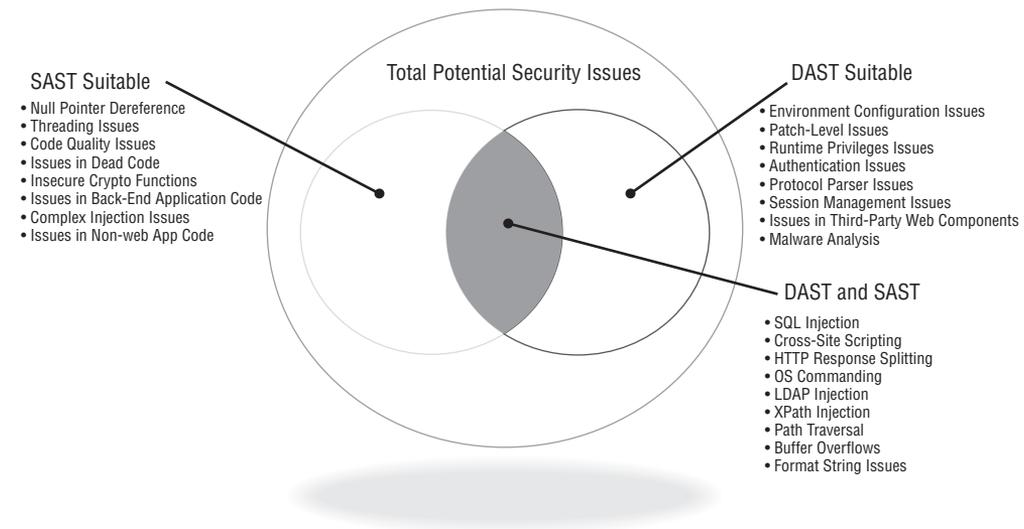 Total Potential Security Issues
SAST Suitable
• Null Pointer Dereference
• Threading Issues
• Code Quality Issues
• Issues in Dead Code
• Insecure Crypto Functions
• Issues in Back-End Application Code
• Complex Injection Issues
• Issues in Non-web App Code
DAST Suitable
• Environment Configuration Issues
• Patch-Level Issues
• Runtime Privileges Issues
• Authentication Issues
• Protocol Parser Issues
• Session Management Issues
• Issues in Third-Party Web Components
• Malware Analysis
DAST and SAST
• SQL Injection
• Cross-Site Scripting
• HTTP Response Splitting
• OS Commanding
• LDAP Injection
• XPath Injection
• Path Traversal
• Buffer Overflows
• Format String Issues